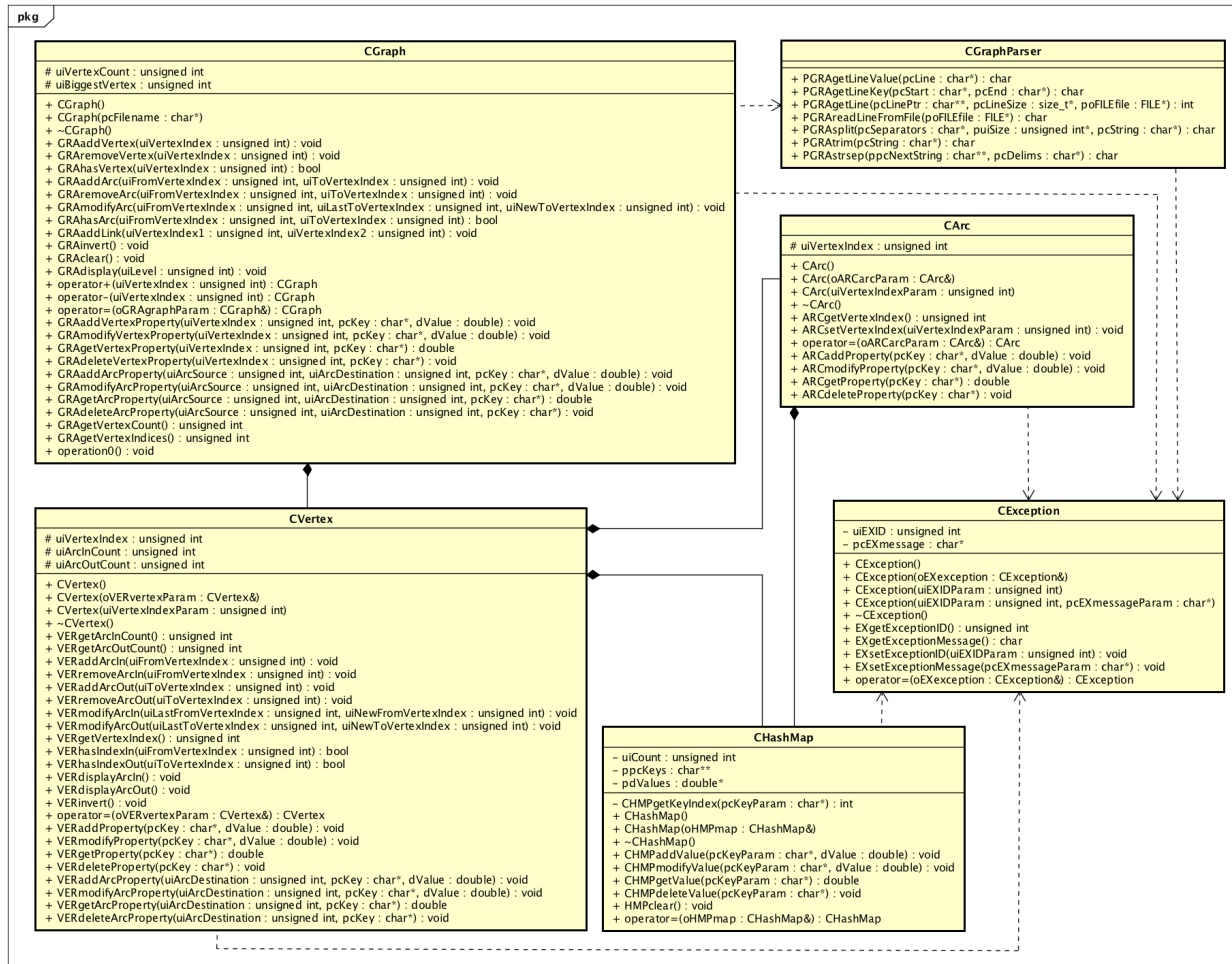 pkg
CGraph
# uiVertexCount : unsigned int
# uiBiggestVertex : unsigned int
+ CGraph()
+ CGraph(pcFilename : char*)
+ ~CGraph()
+ GRAaddVertex(uiVertexIndex : unsigned int) : void
+ GRAremoveVertex(uiVertexIndex : unsigned int) : void
+ GRAhasVertex(uiVertexIndex : unsigned int) : bool
+ GRAaddArc(uiFromVertexIndex : unsigned int, uiToVertexIndex : unsigned int) : void
+ GRAremoveArc(uiFromVertexIndex : unsigned int, uiToVertexIndex : unsigned int) : void
+ GRAmodifyArc(uiFromVertexIndex : unsigned int, uiLastToVertexIndex : unsigned int, uiNewToVertexIndex : unsigned int) : void
+ GRAhasArc(uiFromVertexIndex : unsigned int, uiToVertexIndex : unsigned int) : bool
+ GRAaddLink(uiVertexIndex1 : unsigned int, uiVertexIndex2 : unsigned int) : void
+ GRAinvert() : void
+ GRAclear() : void
+ GRAdisplay(uiLevel : unsigned int) : void
+ operator+(uiVertexIndex : unsigned int) : CGraph
+ operator-(uiVertexIndex : unsigned int) : CGraph
+ operator=(oGRAgraphParam : CGraph&) : CGraph
+ GRAaddVertexProperty(uiVertexIndex : unsigned int, pcKey : char*, dValue : double) : void
+ GRAmodifyVertexProperty(uiVertexIndex : unsigned int, pcKey : char*, dValue : double) : void
+ GRAgetVertexProperty(uiVertexIndex : unsigned int, pcKey : char*) : double
+ GRAdeleteVertexProperty(uiVertexIndex : unsigned int, pcKey : char*) : void
+ GRAaddArcProperty(uiArcSource : unsigned int, uiArcDestination : unsigned int, pcKey : char*, dValue : double) : void
+ GRAmodifyArcProperty(uiArcSource : unsigned int, uiArcDestination : unsigned int, pcKey : char*, dValue : double) : void
+ GRAgetArcProperty(uiArcSource : unsigned int, uiArcDestination : unsigned int, pcKey : char*) : double
+ GRAdeleteArcProperty(uiArcSource : unsigned int, uiArcDestination : unsigned int, pcKey : char*) : void
+ GRAgetVertexCount() : unsigned int
+ GRAgetVertexIndices() : unsigned int
+ operation0() : void
CGraphParser
+ PGRAgetLineValue(pcLine : char*) : char
+ PGRAgetLineKey(pcStart : char*, pcEnd : char*) : char
+ PGRAgetLine(pcLinePtr : char**, pcLineSize : size_t*, poFILEfile : FILE*) : int
+ PGRAreadLineFromFile(poFILEfile : FILE*) : char
+ PGRAsplit(pcSeparators : char*, puiSize : unsigned int*, pcString : char*) : char
+ PGRAtrim(pcString : char*) : char
+ PGRAstrsep(ppcNextString : char**, pcDelims : char*) : char
CArc
# uiVertexIndex : unsigned int
+ CArc()
+ CArc(oARCarcParam : CArc&)
+ CArc(uiVertexIndexParam : unsigned int)
+ ~CArc()
+ ARCgetVertexIndex() : unsigned int
+ ARCsetVertexIndex(uiVertexIndexParam : unsigned int) : void
+ operator=(oARCarcParam : CArc&) : CArc
+ ARCaddProperty(pcKey : char*, dValue : double) : void
+ ARCmodifyProperty(pcKey : char*, dValue : double) : void
+ ARCgetProperty(pcKey : char*) : double
+ ARCdeleteProperty(pcKey : char*) : void
CVertex
# uiVertexIndex : unsigned int
# uiArcInCount : unsigned int
# uiArcOutCount : unsigned int
+ CVertex()
+ CVertex(oVERvertexParam : CVertex&)
+ CVertex(uiVertexIndexParam : unsigned int)
+ ~CVertex()
+ VERgetArcInCount() : unsigned int
+ VERgetArcOutCount() : unsigned int
+ VERaddArcIn(uiFromVertexIndex : unsigned int) : void
+ VERremoveArcIn(uiFromVertexIndex : unsigned int) : void
+ VERaddArcOut(uiToVertexIndex : unsigned int) : void
+ VERremoveArcOut(uiToVertexIndex : unsigned int) : void
+ VERmodifyArcIn(uiLastFromVertexIndex : unsigned int, uiNewFromVertexIndex : unsigned int) : void
+ VERmodifyArcOut(uiLastToVertexIndex : unsigned int, uiNewToVertexIndex : unsigned int) : void
+ VERgetVertexIndex() : unsigned int
+ VERhasIndexIn(uiFromVertexIndex : unsigned int) : bool
+ VERhasIndexOut(uiToVertexIndex : unsigned int) : bool
+ VERdisplayArcIn() : void
+ VERdisplayArcOut() : void
+ VERinvert() : void
+ operator=(oVERvertexParam : CVertex&) : CVertex
+ VERaddProperty(pcKey : char*, dValue : double) : void
+ VERmodifyProperty(pcKey : char*, dValue : double) : void
+ VERgetProperty(pcKey : char*) : double
+ VERdeleteProperty(pcKey : char*) : void
+ VERaddArcProperty(uiArcDestination : unsigned int, pcKey : char*, dValue : double) : void
+ VERmodifyArcProperty(uiArcDestination : unsigned int, pcKey : char*, dValue : double) : void
+ VERgetArcProperty(uiArcDestination : unsigned int, pcKey : char*) : double
+ VERdeleteArcProperty(uiArcDestination : unsigned int, pcKey : char*) : void
CException
- uiEXID : unsigned int
- pcEXmessage : char*
+ CException()
+ CException(oEXexception : CException&)
+ CException(uiEXIDParam : unsigned int)
+ CException(uiEXIDParam : unsigned int, pcEXmessageParam : char*)
+ ~CException()
+ EXgetExceptionID() : unsigned int
+ EXgetExceptionMessage() : char
+ EXsetExceptionID(uiEXIDParam : unsigned int) : void
+ EXsetExceptionMessage(pcEXmessageParam : char*) : void
+ operator=(oEXexception : CException&) : CException
CHashMap
- uiCount : unsigned int
- ppcKeys : char**
- pdValues : double*
- CHMPgetKeyIndex(pcKeyParam : char*) : int
+ CHashMap()
+ CHashMap(oHMPmap : CHashMap&)
+ ~CHashMap()
+ CHMPaddValue(pcKeyParam : char*, dValue : double) : void
+ CHMPmodifyValue(pcKeyParam : char*, dValue : double) : void
+ CHMPgetValue(pcKeyParam : char*) : double
+ CHMPdeleteValue(pcKeyParam : char*) : void
+ HMPclear() : void
+ operator=(oHMPmap : CHashMap&) : CHashMap